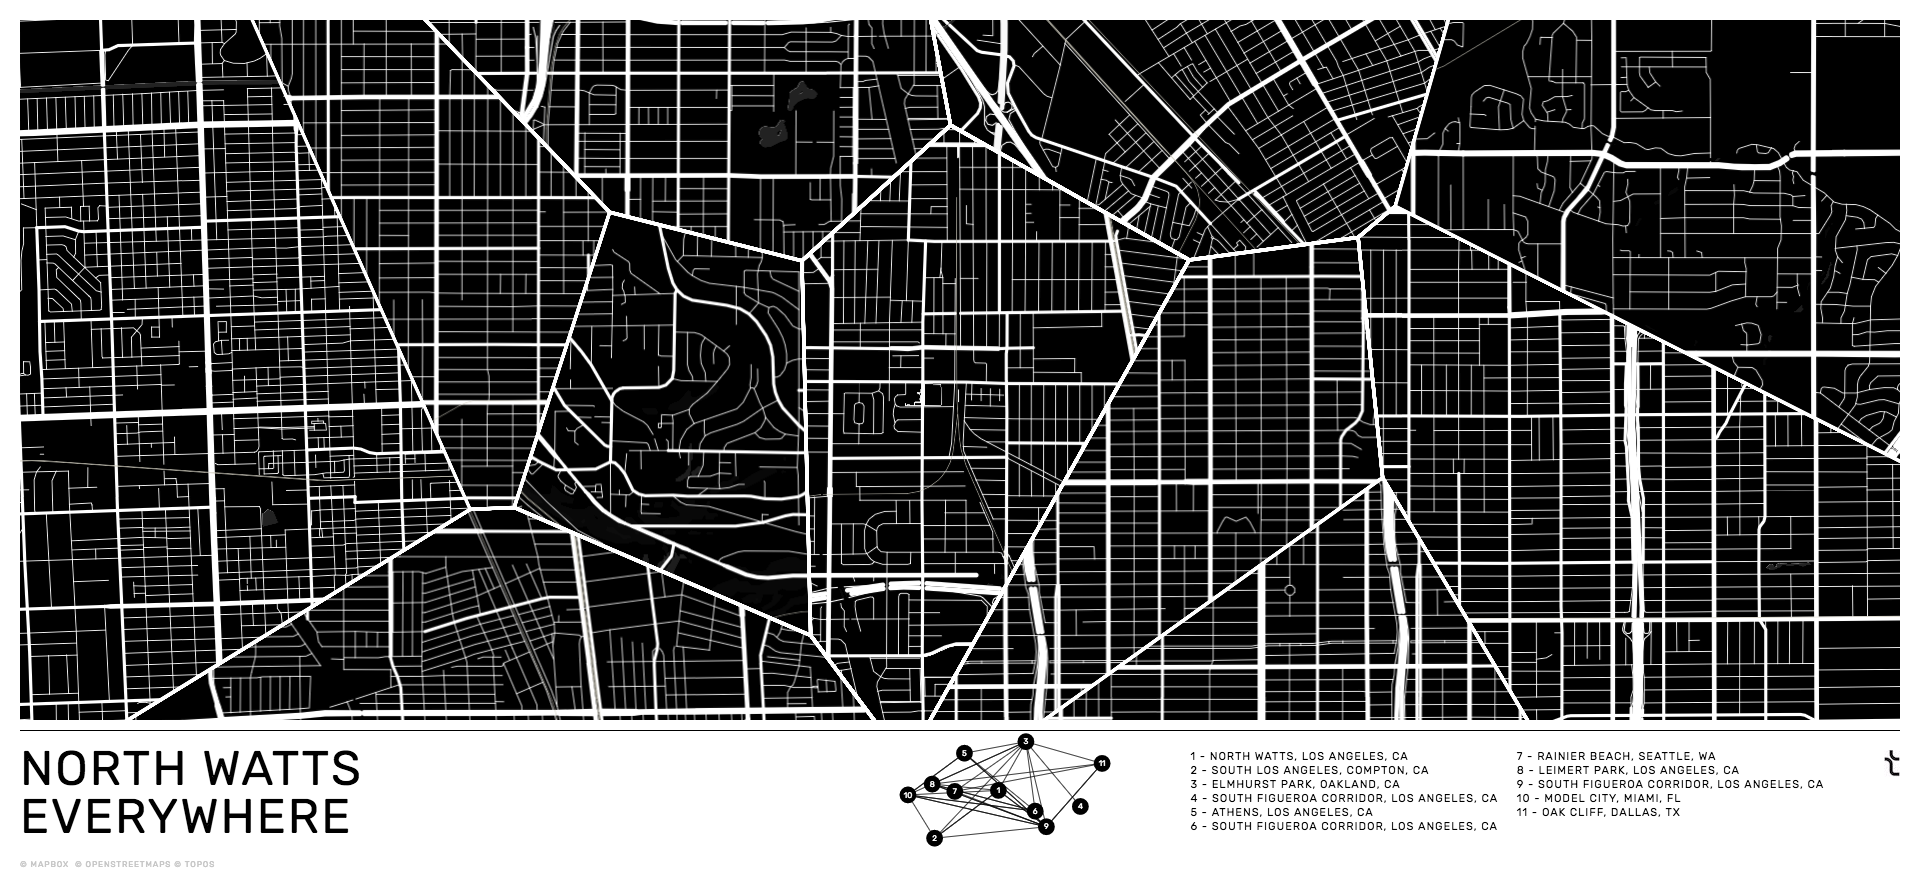 NORTH WATTS
EVERYWHERE
© MAPBOX © OPENSTREETMAPS © TOPOS
3
5
11
8
10
7
1
6
4
9
2
1 - NORTH WATTS, LOS ANGELES, CA
2 - SOUTH LOS ANGELES, COMPTON, CA
3 - ELMHURST PARK, OAKLAND, CA
4 - SOUTH FIGUEROA CORRIDOR, LOS ANGELES, CA
5 - ATHENS, LOS ANGELES, CA
6 - SOUTH FIGUEROA CORRIDOR, LOS ANGELES, CA
7 - RAINIER BEACH, SEATTLE, WA
8 - LEIMERT PARK, LOS ANGELES, CA
9 - SOUTH FIGUEROA CORRIDOR, LOS ANGELES, CA
10 - MODEL CITY, MIAMI, FL
11 - OAK CLIFF, DALLAS, TX
t